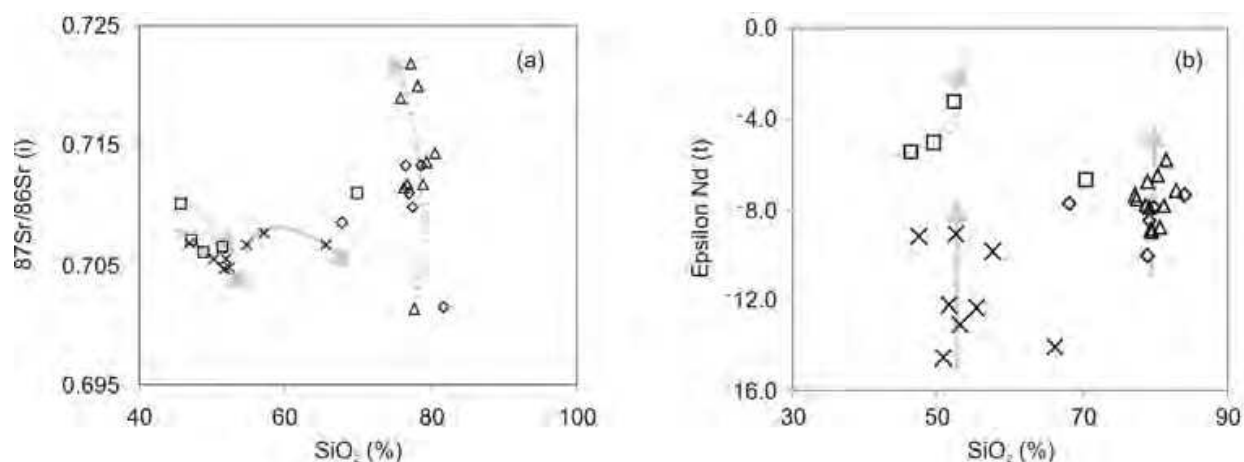 0.725
(a)
0.715
0.705
0.695
87Sr/86Sr (i)
40 60 80 100
SiO₂ (%)
0.0
(b)
-4.0
-8.0
-12.0
-16.0
Epsilon Nd (t)
30 50 70 90
SiO₂ (%)